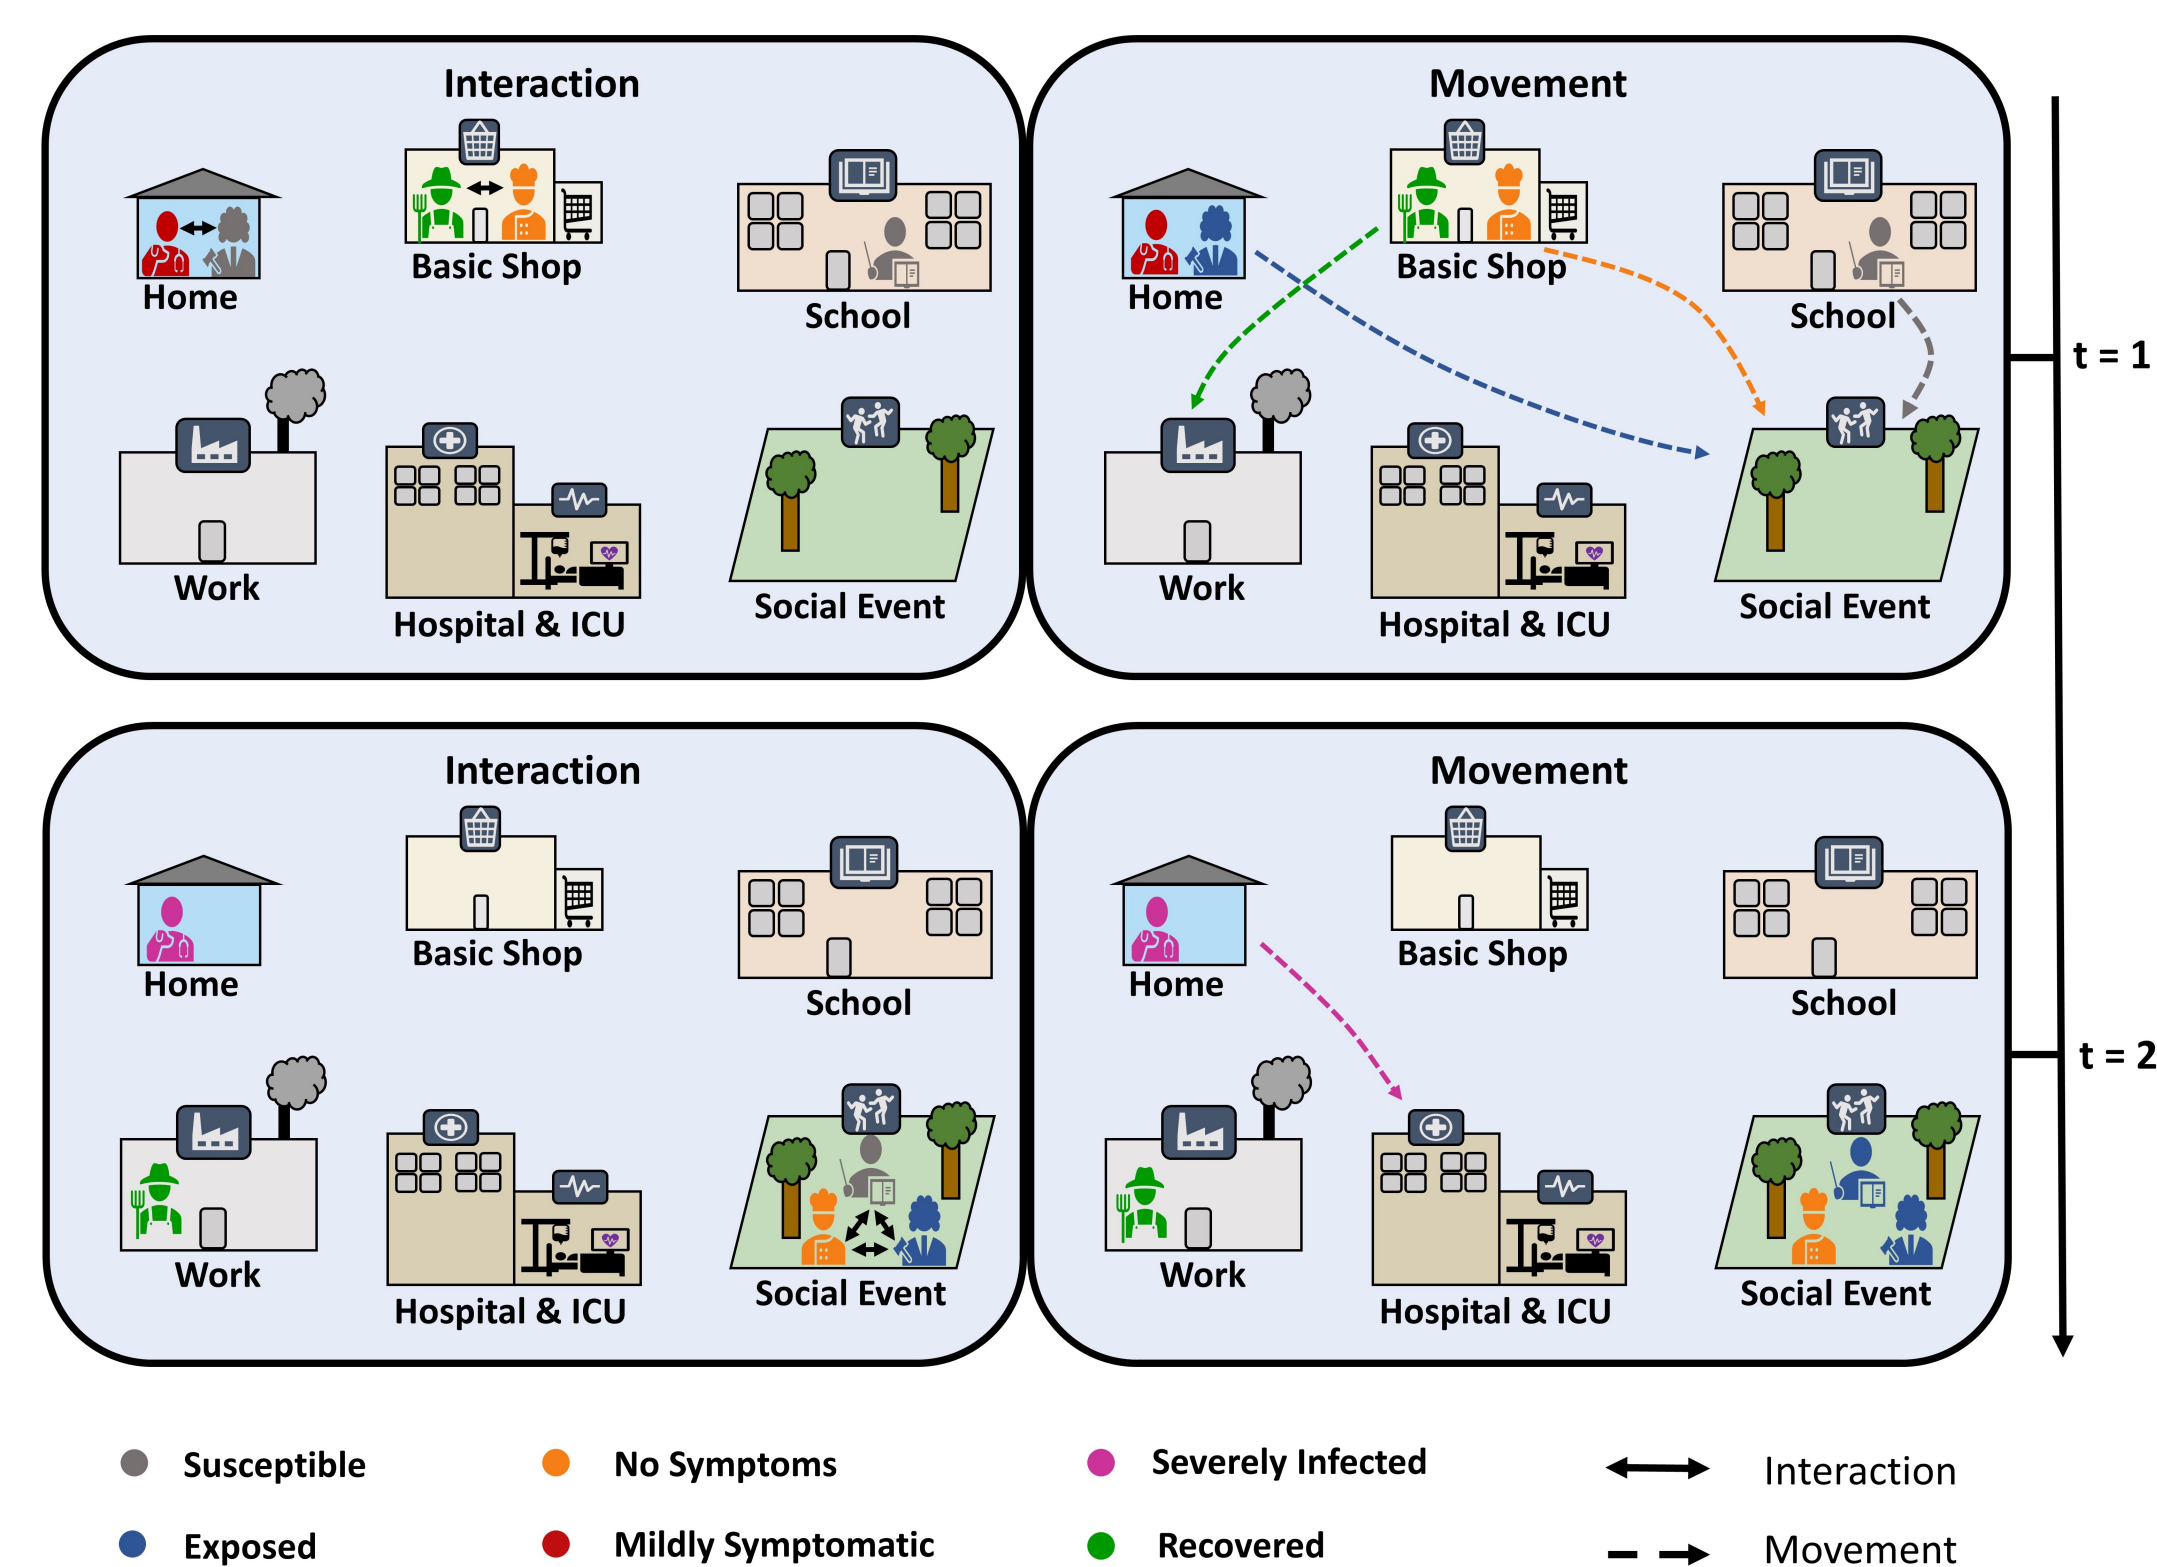 Interaction
Home
Basic Shop
School
Work
Hospital & ICU
Social Event
Movement
Home
Basic Shop
School
Work
Hospital & ICU
Social Event
t = 1
Interaction
Home
Basic Shop
School
Work
Hospital & ICU
Social Event
Movement
Home
Basic Shop
School
Work
Hospital & ICU
Social Event
t = 2
Susceptible
No Symptoms
Severely Infected
Interaction
Exposed
Mildly Symptomatic
Recovered
Movement